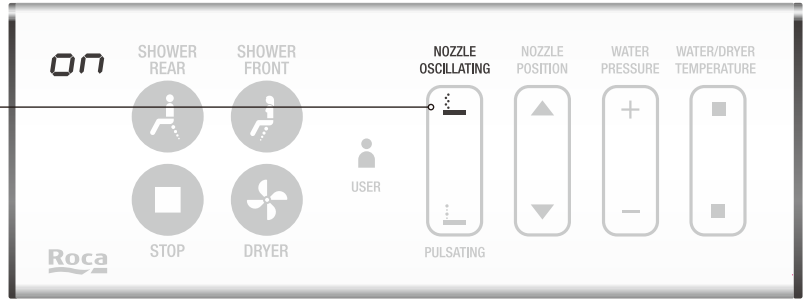 on
SHOWER
REAR
SHOWER
FRONT
NOZZLE
OSCILLATING
NOZZLE
POSITION
WATER
PRESSURE
WATER/DRYER
TEMPERATURE
USER
STOP
DRYER
PULSATING
Roca